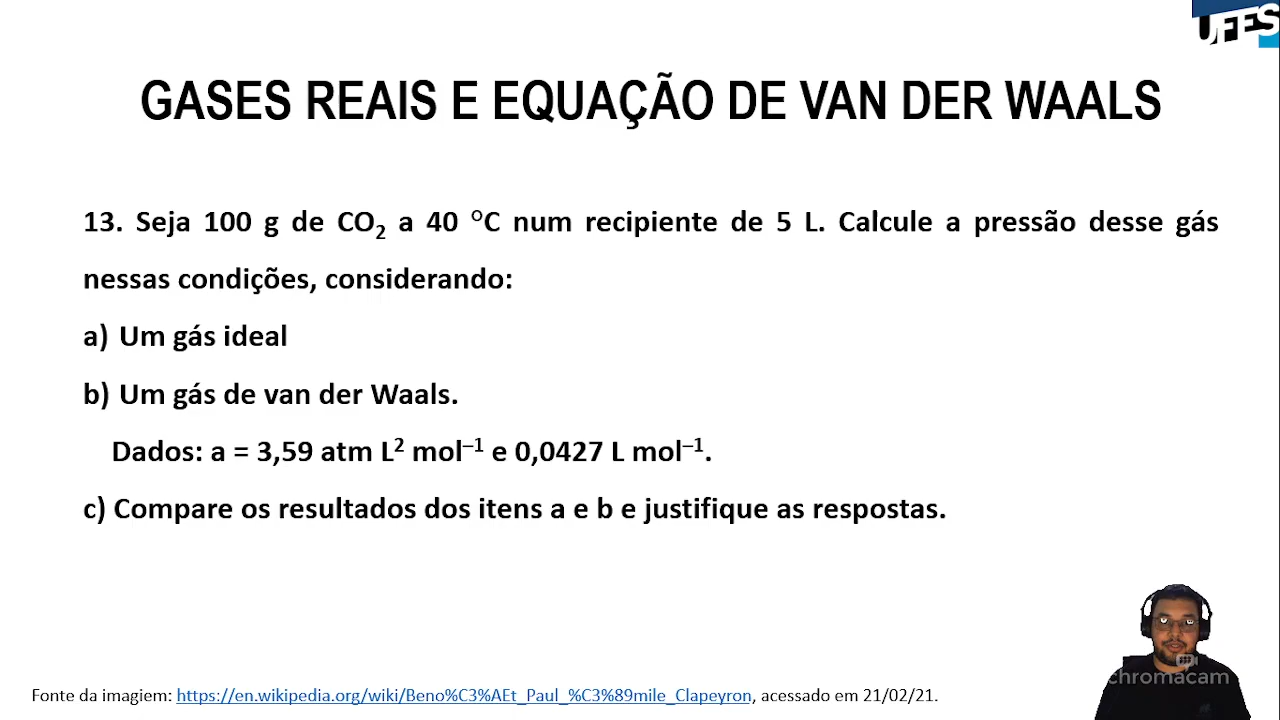 UFES
GASES REAIS E EQUAÇÃO DE VAN DER WAALS
13. Seja 100 g de CO₂ a 40 °C num recipiente de 5 L. Calcule a pressão desse gás
nessas condições, considerando:
a) Um gás ideal
b) Um gás de van der Waals.
Dados: a = 3,59 atm L² mol⁻¹ e 0,0427 L mol⁻¹.
c) Compare os resultados dos itens a e b e justifique as respostas.
chromacam
Fonte da imagiem: https://en.wikipedia.org/wiki/Beno%C3%AEt_Paul_%C3%89mile_Clapeyron, acessado em 21/02/21.